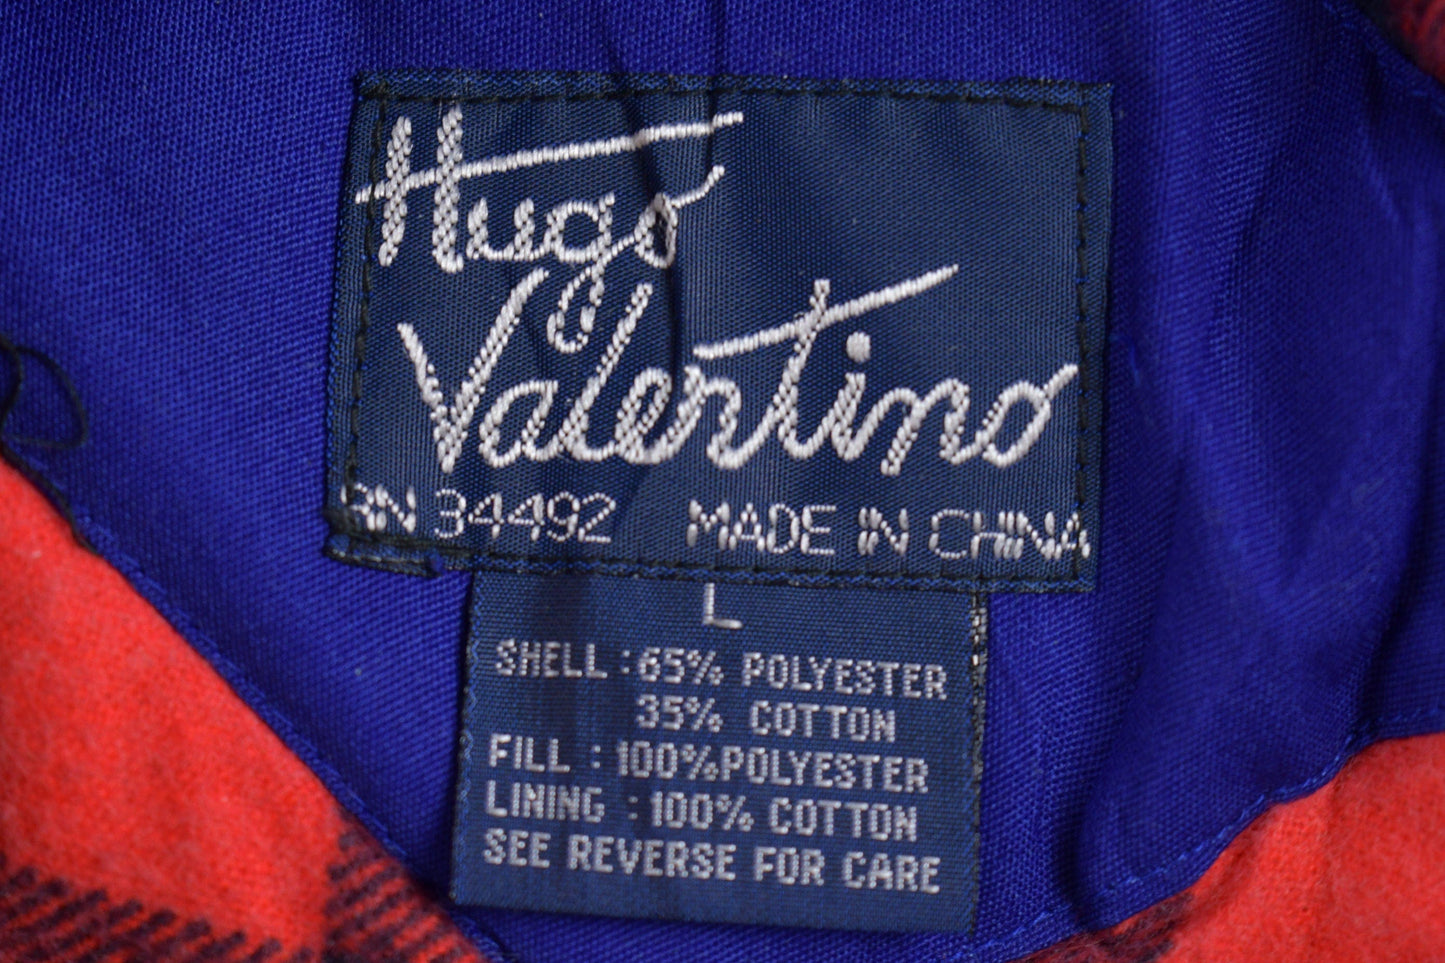 Hugo
Valentino
RN 34492 MADE IN CHINA
L
SHELL : 65% POLYESTER
35% COTTON
FILL : 100% POLYESTER
LINING : 100% COTTON
SEE REVERSE FOR CARE